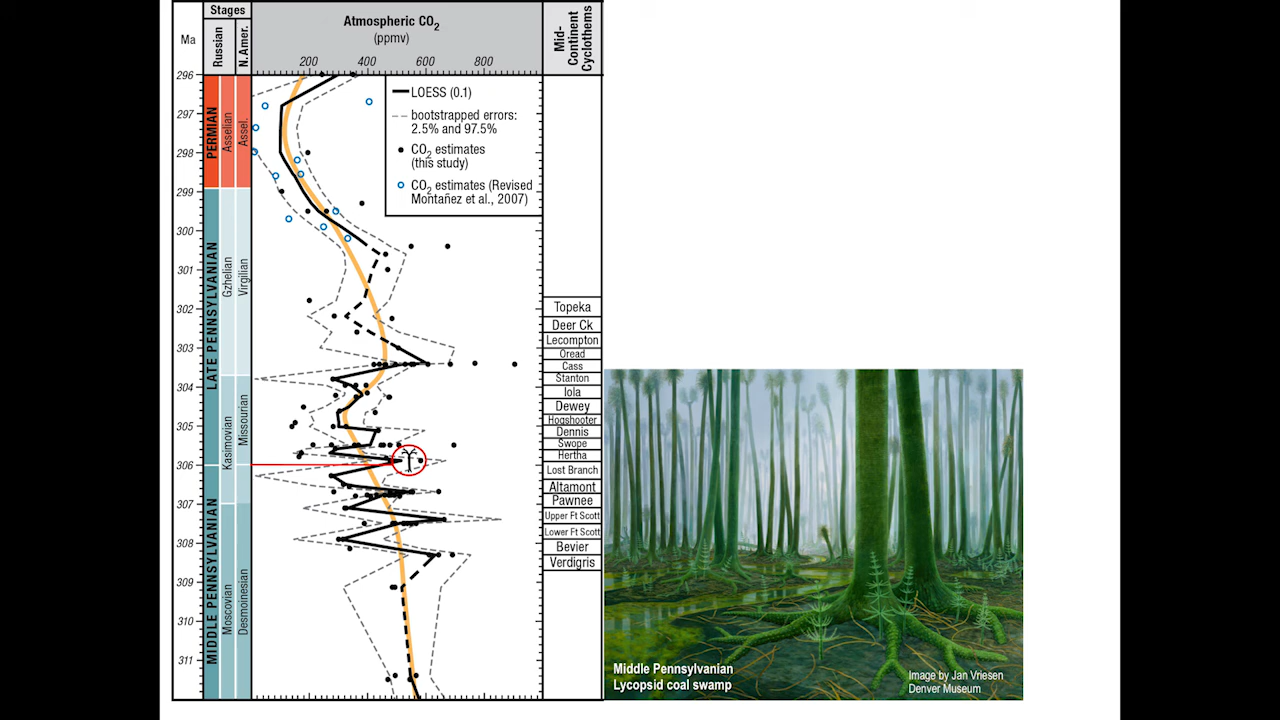 Stages
Ma
Russian
N. Amer.
Atmospheric CO2
(ppmv)
200 400 600 800
Mid-
Continent
Cyclothems
296
297
298
299
300
301
302
303
304
305
306
307
308
309
310
311
PERMIAN
LATE PENNSYLVANIAN
MIDDLE PENNSYLVANIAN
Asselian
Gzhelian
Kasimovian
Moscovian
Assel.
Virgilian
Missourian
Desmoinesian
LOESS (0.1)
bootstrapped errors:
2.5% and 97.5%
CO2 estimates
(this study)
CO2 estimates (Revised
Montañez et al., 2007)
Topeka
Deer Ck
Lecompton
Oread
Cass
Stanton
Iola
Dewey
Hogshooter
Dennis
Swope
Hertha
Lost Branch
Altamont
Pawnee
Upper Ft Scott
Lower Ft Scott
Bevier
Verdigris
Middle Pennsylvanian
Lycopsid coal swamp
Image by Jan Vriesen
Denver Museum